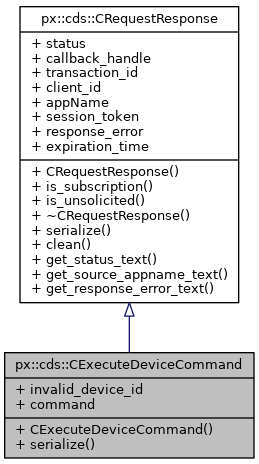 px::cds::CRequestResponse
+ status
+ callback_handle
+ transaction_id
+ client_id
+ appName
+ session_token
+ response_error
+ expiration_time
+ CRequestResponse()
+ is_subscription()
+ is_unsolicited()
+ ~CRequestResponse()
+ serialize()
+ clean()
+ get_status_text()
+ get_source_appname_text()
+ get_response_error_text()
px::cds::CExecuteDeviceCommand
+ invalid_device_id
+ command
+ CExecuteDeviceCommand()
+ serialize()